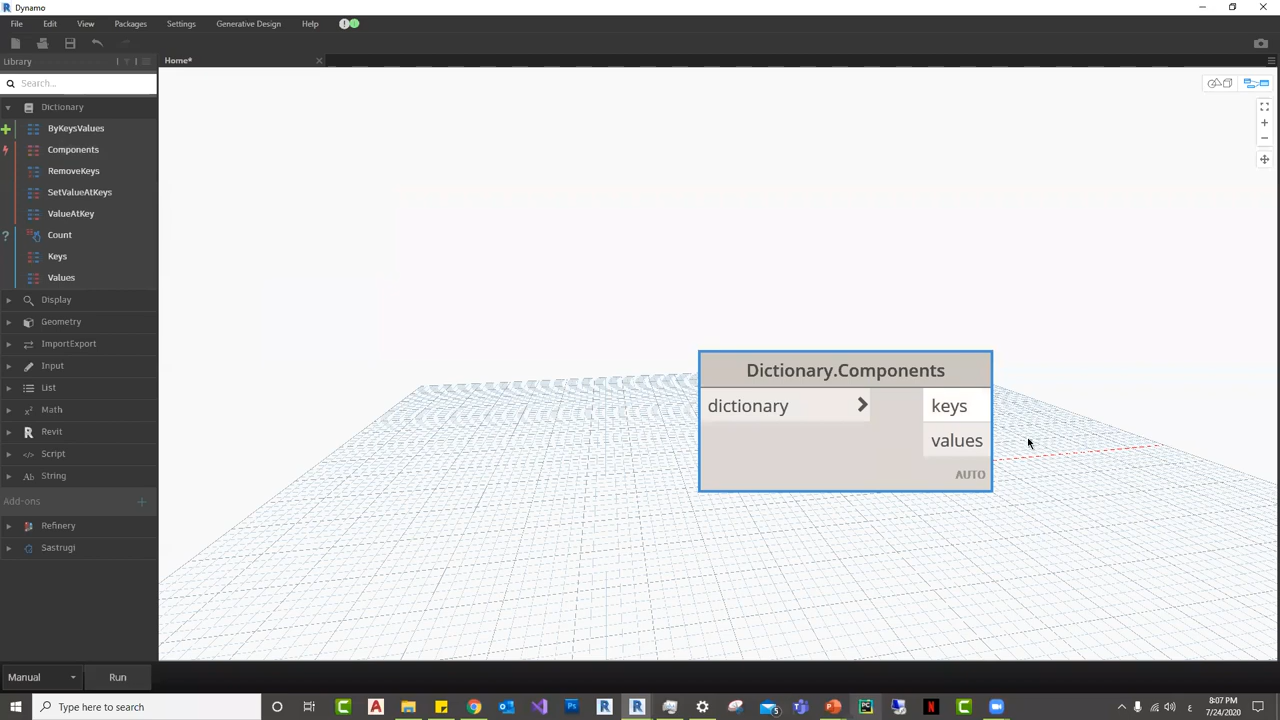 Dynamo
File Edit View Packages Settings Generative Design Help
Library
Home*
Search...
Dictionary
ByKeysValues
Components
RemoveKeys
SetValueAtKeys
ValueAtKey
Count
Keys
Values
Display
Geometry
ImportExport
Input
List
Math
Revit
Script
String
Add-ons
Refinery
Sastrugi
Dictionary.Components
dictionary
keys
values
AUTO
Manual
Run
Type here to search
8:07 PM
7/24/2020